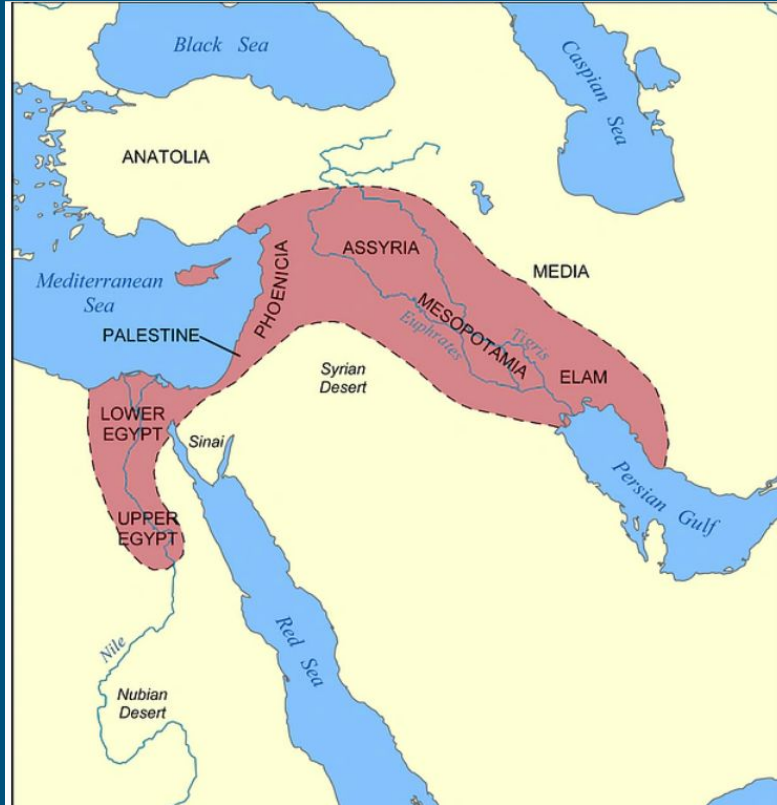 Black Sea
Caspian Sea
ANATOLIA
ASSYRIA
MEDIA
Mediterranean
Sea
PHOENICIA
MESOPOTAMIA
Tigris
Euphrates
PALESTINE
Syrian
Desert
ELAM
LOWER
EGYPT
Sinai
Persian Gulf
UPPER
EGYPT
Red Sea
Nile
Nubian
Desert